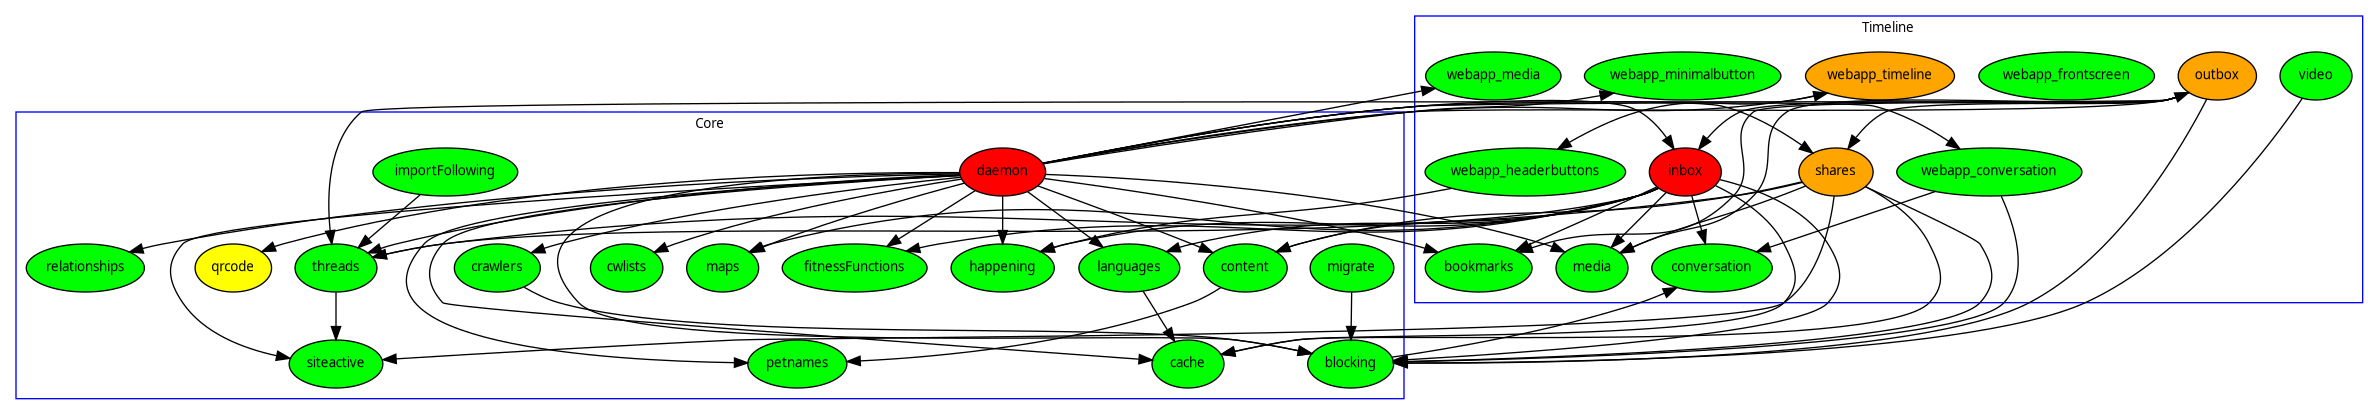 Timeline
webapp_media
webapp_minimalbutton
webapp_timeline
webapp_frontscreen
outbox
video
Core
importFollowing
daemon
webapp_headerbuttons
inbox
shares
webapp_conversation
relationships
qrcode
threads
crawlers
cwlists
maps
fitnessFunctions
happening
languages
content
migrate
bookmarks
media
conversation
siteactive
petnames
cache
blocking